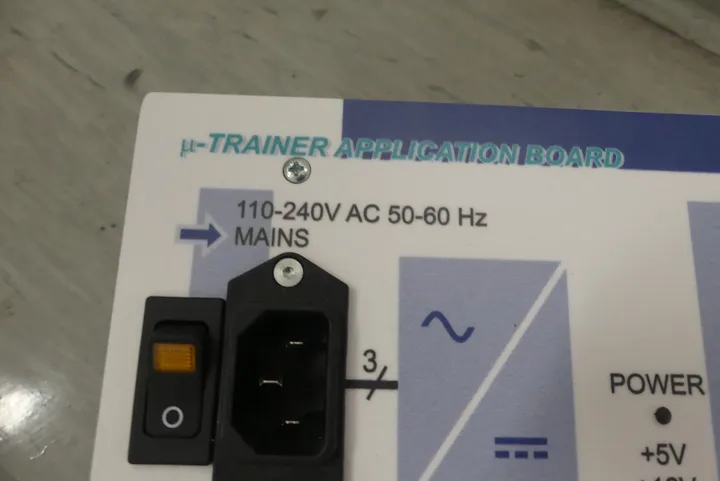 µ-TRAINER APPLICATION BOARD
110-240V AC 50-60 Hz
MAINS
3
POWER
+5V